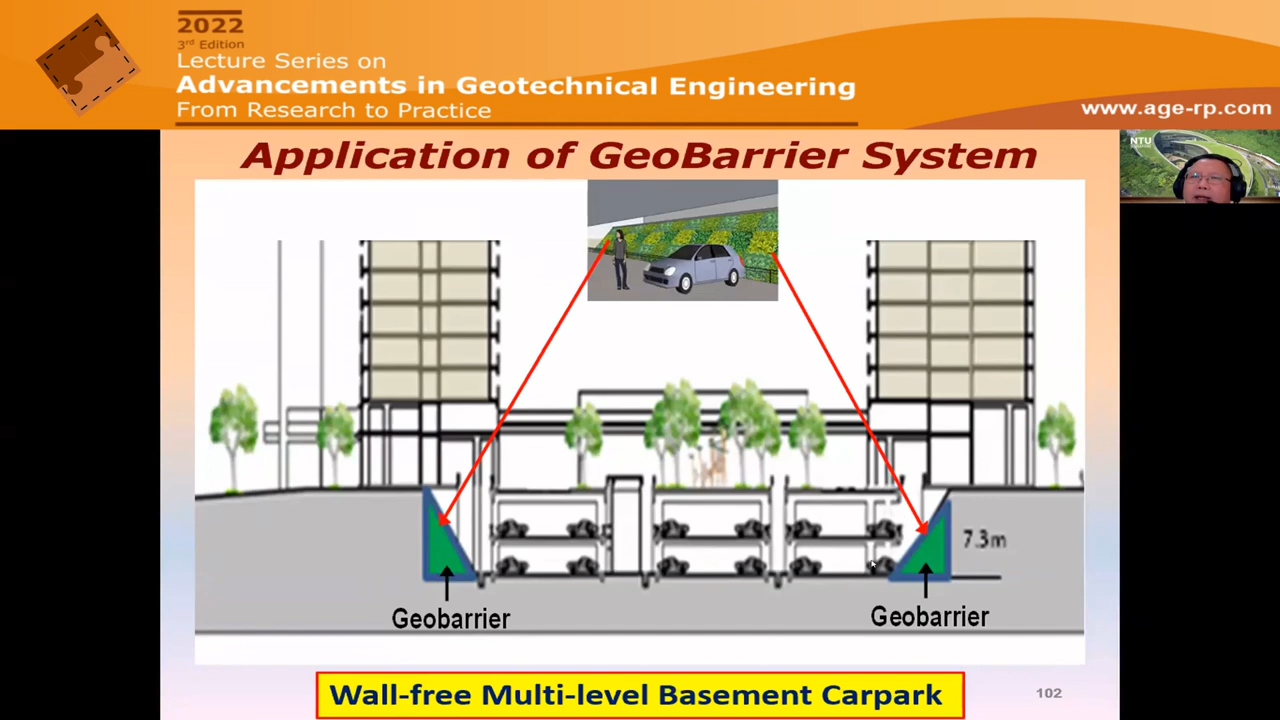 2022
3rd Edition
Lecture Series on
Advancements in Geotechnical Engineering
From Research to Practice
www.age-rp.com
NTU
Application of GeoBarrier System
7.3m
Geobarrier
Geobarrier
Wall-free Multi-level Basement Carpark
102